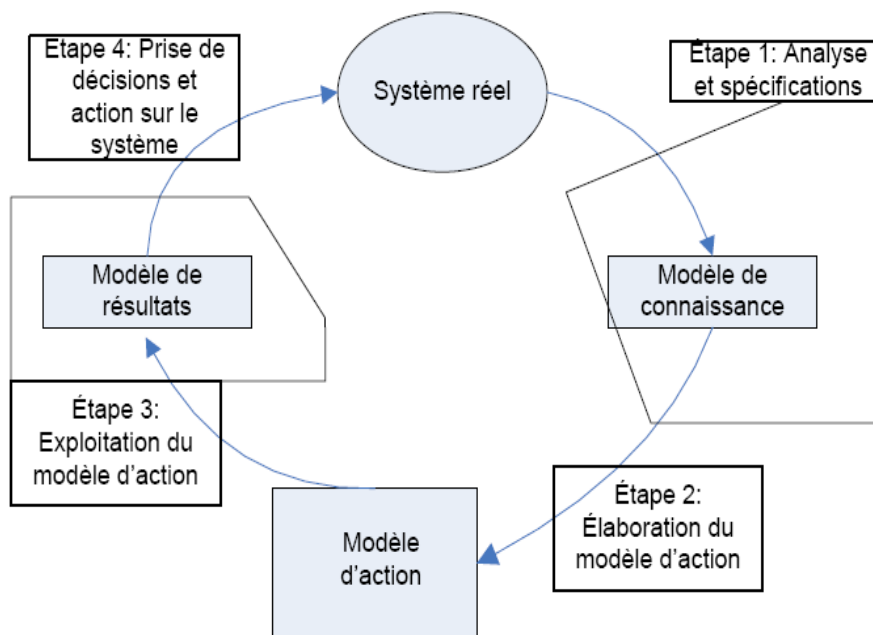 Étape 4: Prise de
décisions et
action sur le
système
Système réel
Étape 1: Analyse
et spécifications
Modèle de
résultats
Modèle de
connaissance
Étape 3:
Exploitation du
modèle d’action
Modèle
d’action
Étape 2:
Élaboration du
modèle d’action